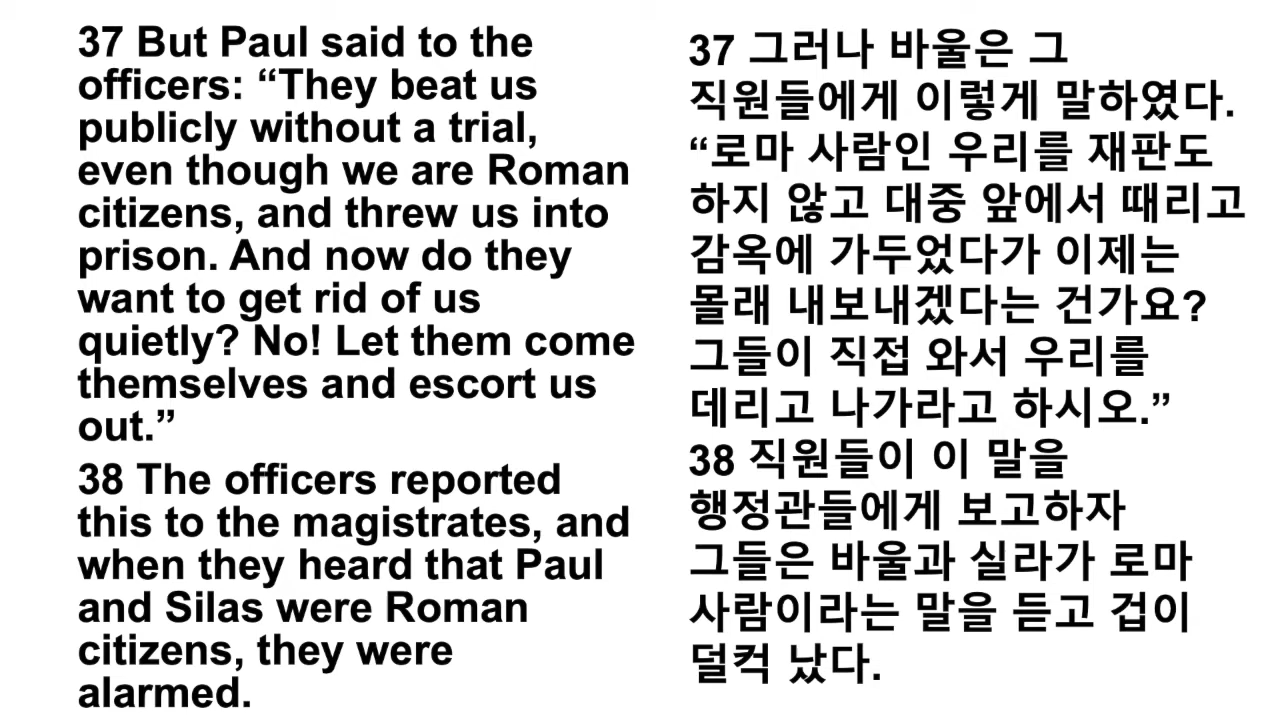 37 But Paul said to the
officers: “They beat us
publicly without a trial,
even though we are Roman
citizens, and threw us into
prison. And now do they
want to get rid of us
quietly? No! Let them come
themselves and escort us
out.”
38 The officers reported
this to the magistrates, and
when they heard that Paul
and Silas were Roman
citizens, they were
alarmed.
37 그러나 바울은 그
직원들에게 이렇게 말하였다.
“로마 사람인 우리를 재판도
하지 않고 대중 앞에서 때리고
감옥에 가두었다가 이제는
몰래 내보내겠다는 건가요?
그들이 직접 와서 우리를
데리고 나가라고 하시오.”
38 직원들이 이 말을
행정관들에게 보고하자
그들은 바울과 실라가 로마
사람이라는 말을 듣고 겁이
덜컥 났다.